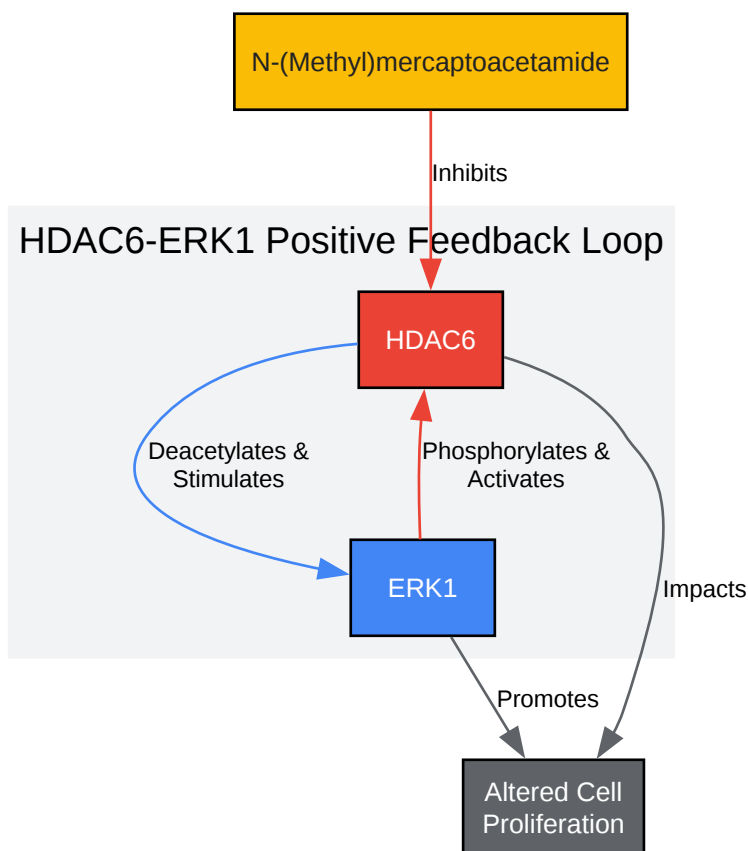 N-(Methyl)mercaptoacetamide
Inhibits
HDAC6-ERK1 Positive Feedback Loop
HDAC6
Deacetylates &
Stimulates
Phosphorylates &
Activates
ERK1
Impacts
Promotes
Altered Cell
Proliferation